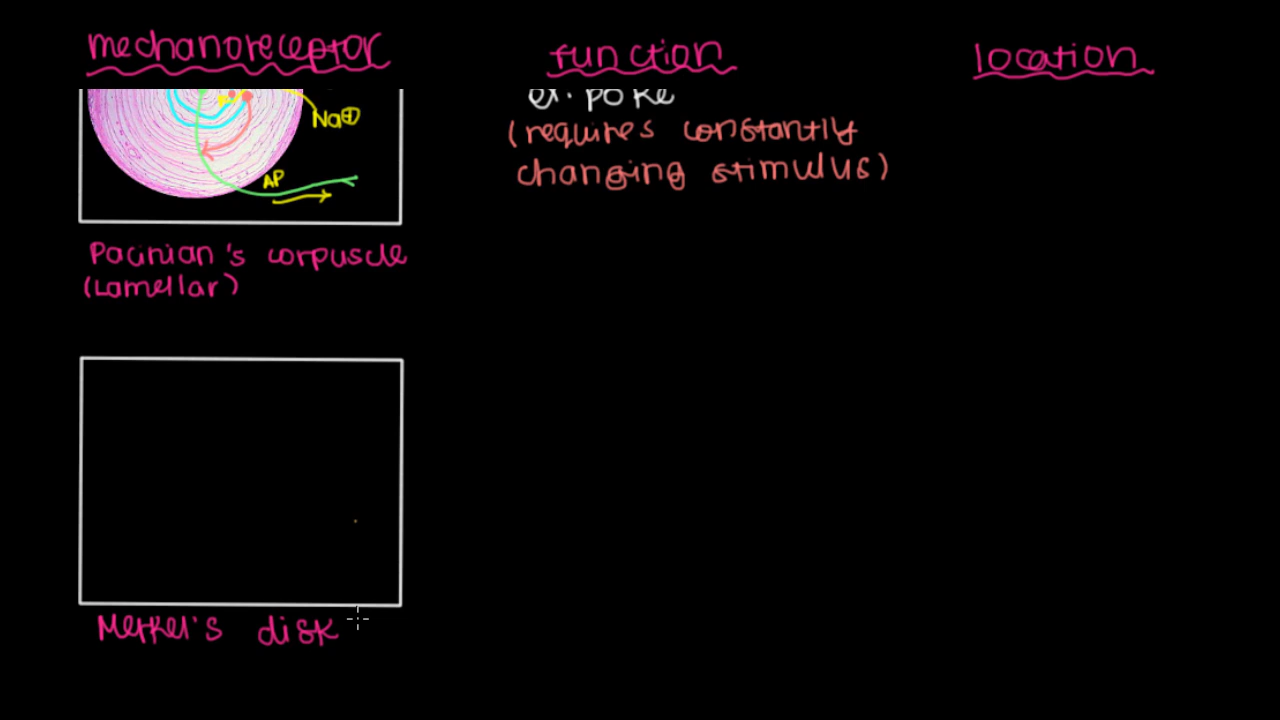 mechanoreceptor
function
location
ex. poke
(requires constantly
changing stimulus)
Na⊕
AP
Pacinian's corpuscle
(Lamellar)
Merkel's disk